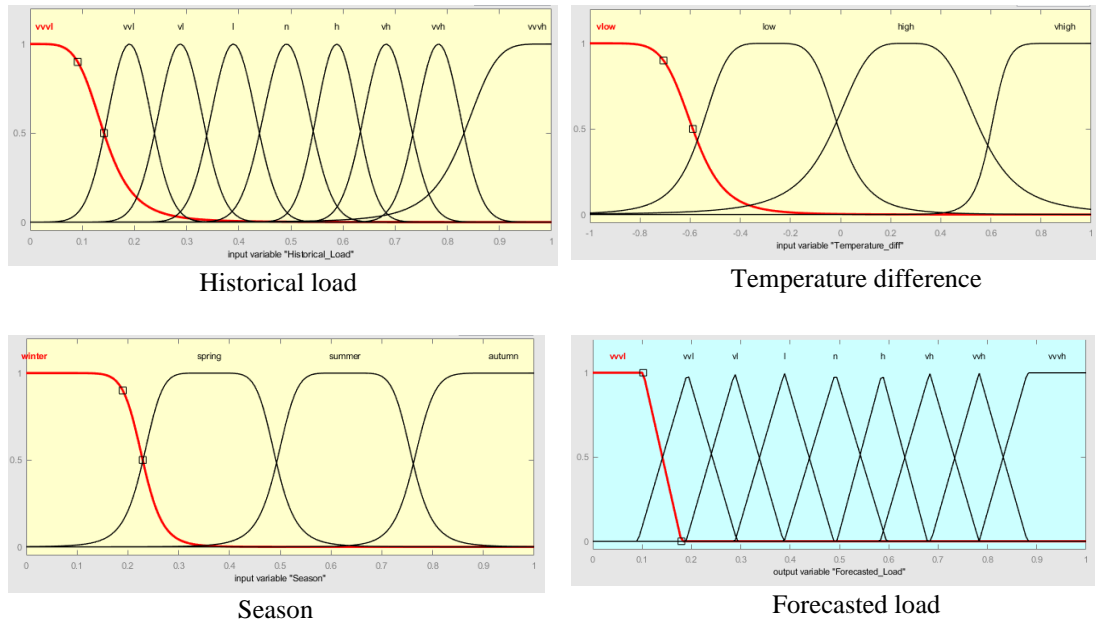 vvvl vvl vl l n h vh vvh vvvh
1
0.5
0
0 0.1 0.2 0.3 0.4 0.5 0.6 0.7 0.8 0.9 1
input variable "Historical_Load"
Historical load
vlow low high vhigh
1
0.5
0
-1 -0.8 -0.6 -0.4 -0.2 0 0.2 0.4 0.6 0.8 1
input variable "Temperature_diff"
Temperature difference
winter spring summer autumn
1
0.5
0
0 0.1 0.2 0.3 0.4 0.5 0.6 0.7 0.8 0.9 1
input variable "Season"
Season
vvvl vvl vl l n h vh vvh vvvh
1
0.5
0
0 0.1 0.2 0.3 0.4 0.5 0.6 0.7 0.8 0.9 1
output variable "Forecasted_Load"
Forecasted load